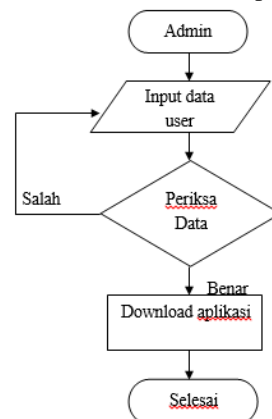 Admin
Input data
user
Salah
Periksa
Data
Benar
Download aplikasi
Selesai